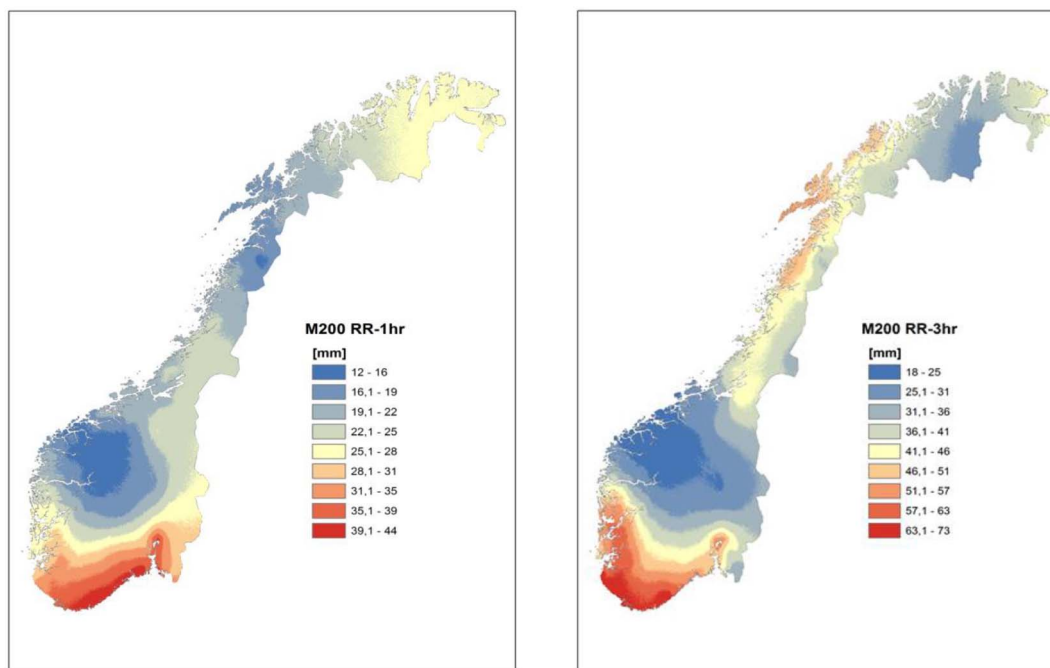 M200 RR-1hr
[mm]
12 - 16
16,1 - 19
19,1 - 22
22,1 - 25
25,1 - 28
28,1 - 31
31,1 - 35
35,1 - 39
39,1 - 44
M200 RR-3hr
[mm]
18 - 25
25,1 - 31
31,1 - 36
36,1 - 41
41,1 - 46
46,1 - 51
51,1 - 57
57,1 - 63
63,1 - 73